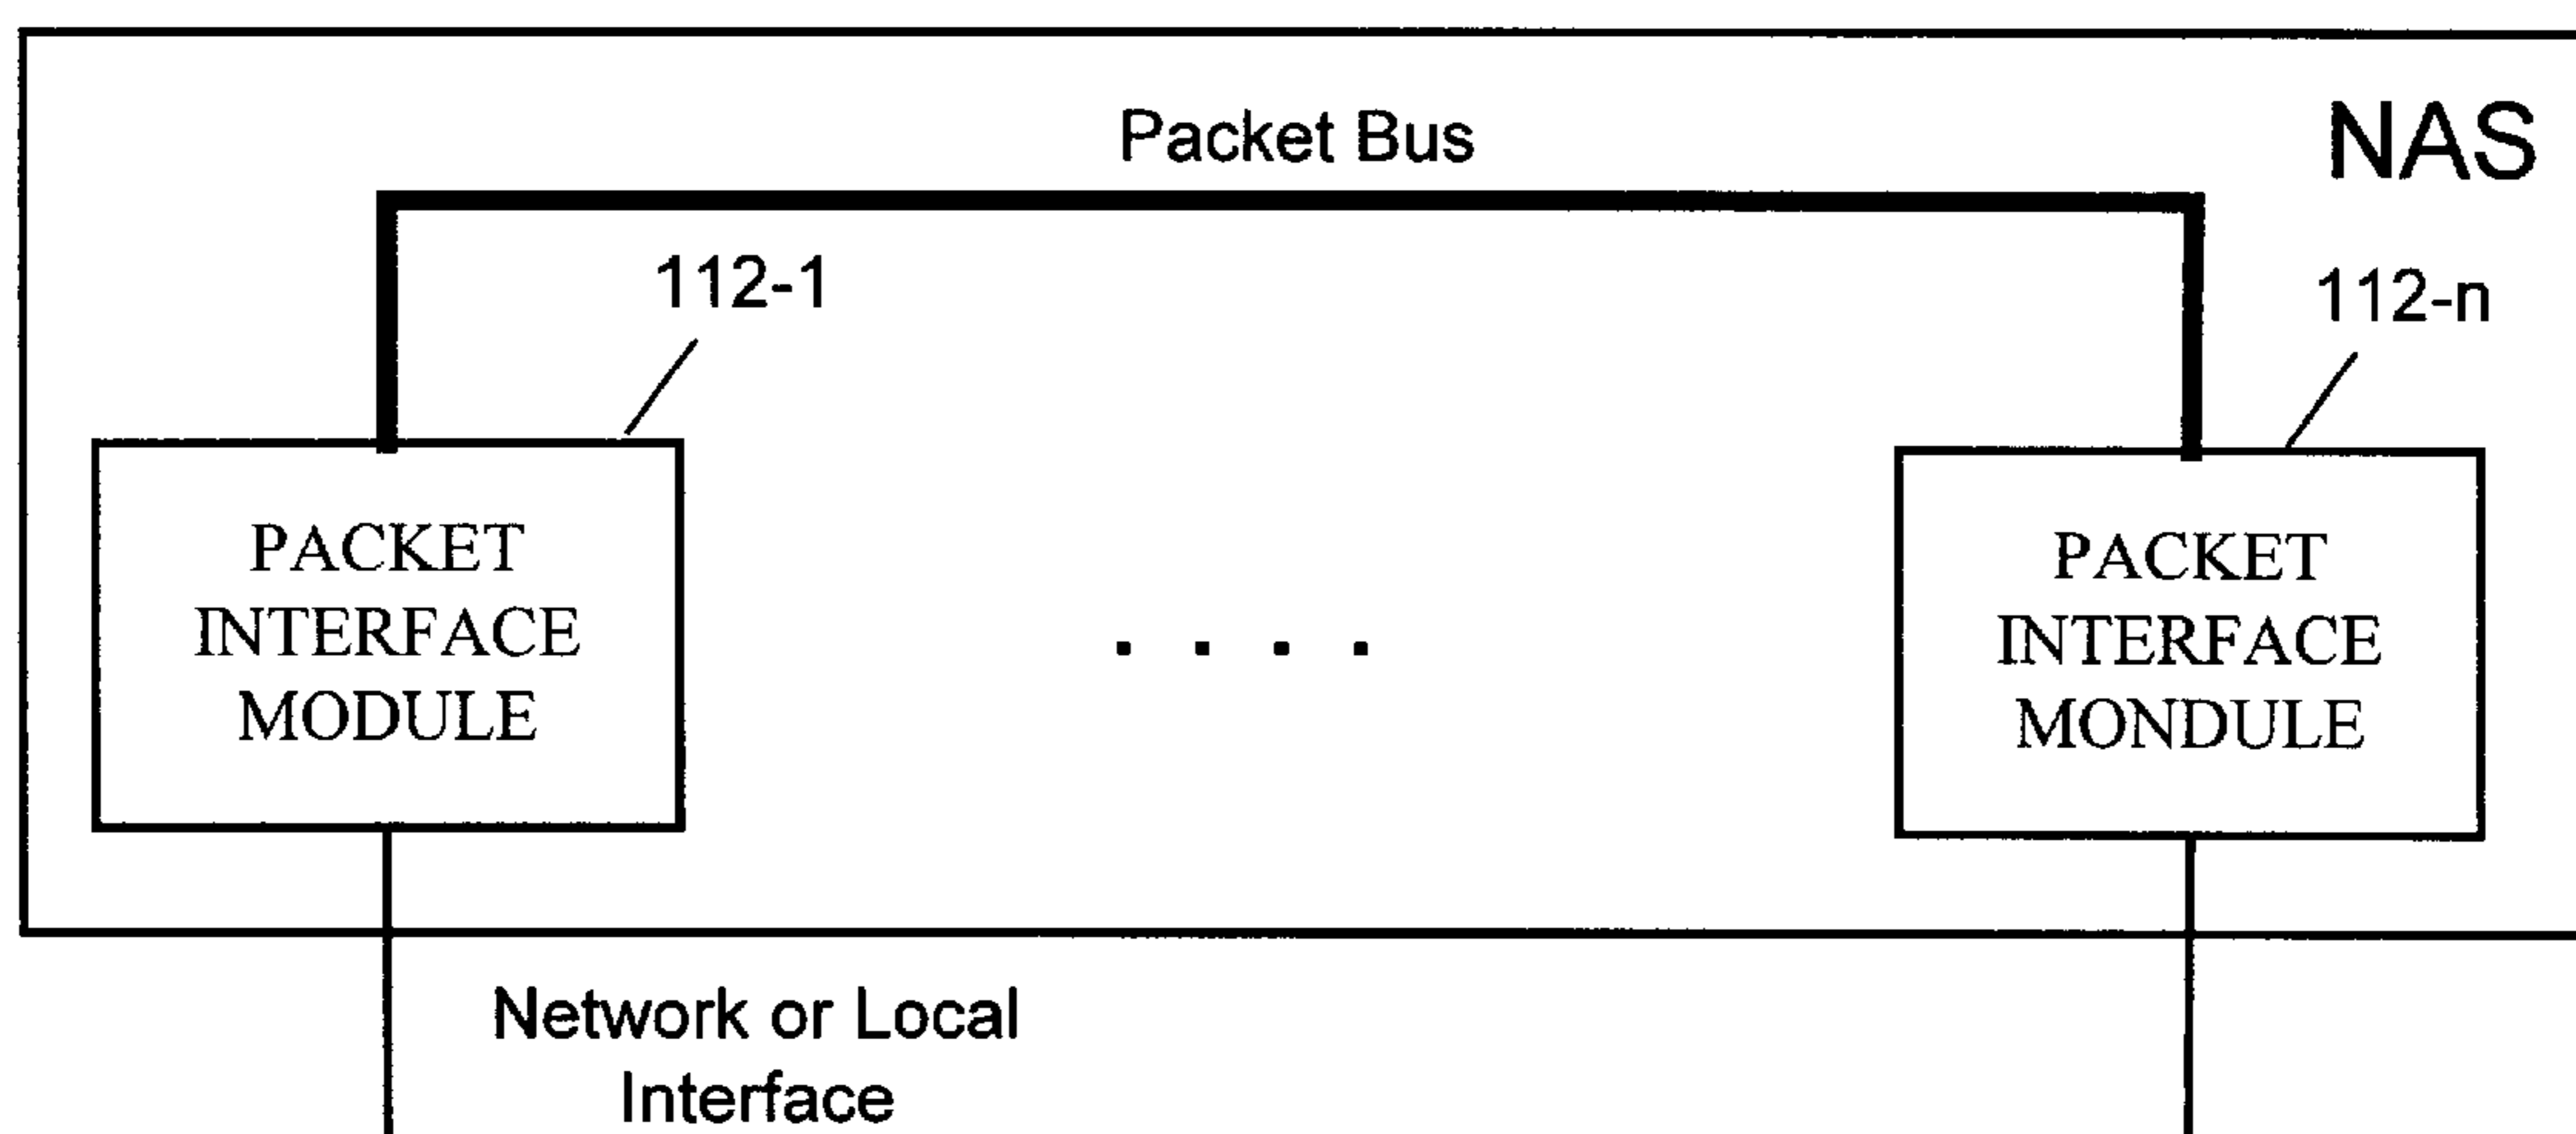 Packet Bus
NAS
112-1
112-n
PACKET
INTERFACE
MODULE
. . . .
PACKET
INTERFACE
MONDULE
Network or Local
Interface